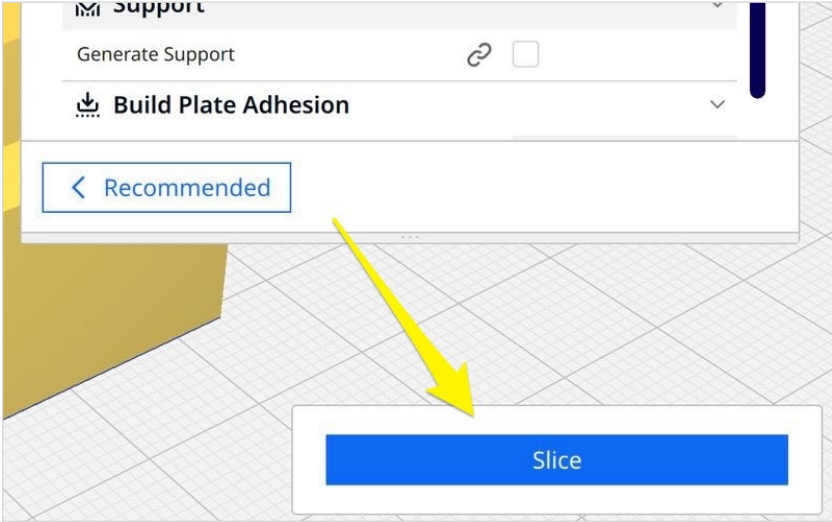 Support
Generate Support
Build Plate Adhesion
Recommended
Slice